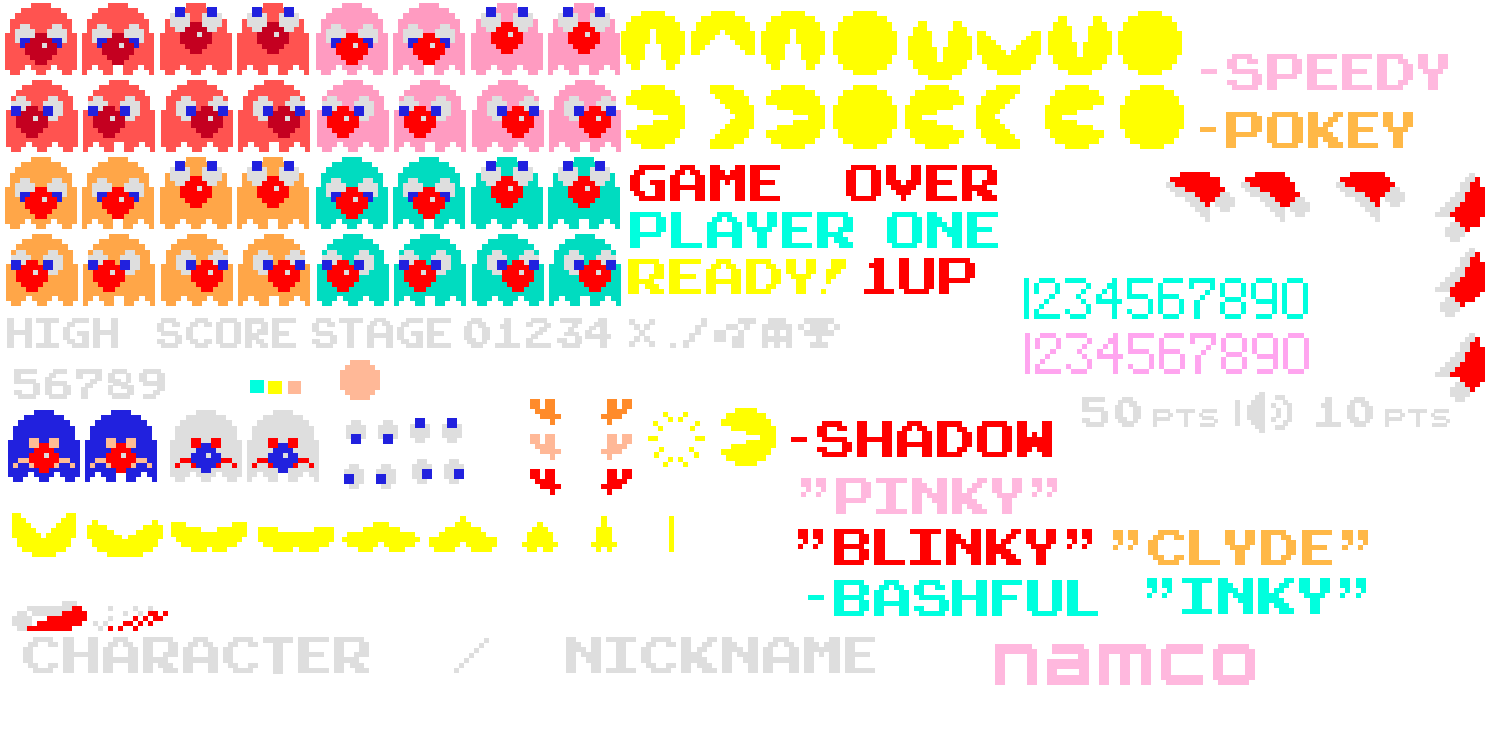 -SPEEDY
-POKEY
GAME OVER
PLAYER ONE
READY! 1UP
1234567890
HIGH SCORE STAGE 01234 X ./
1234567890
56789
50 PTS 10 PTS
-SHADOW
"PINKY"
"BLINKY" "CLYDE"
-BASHFUL "INKY"
CHARACTER / NICKNAME
namco